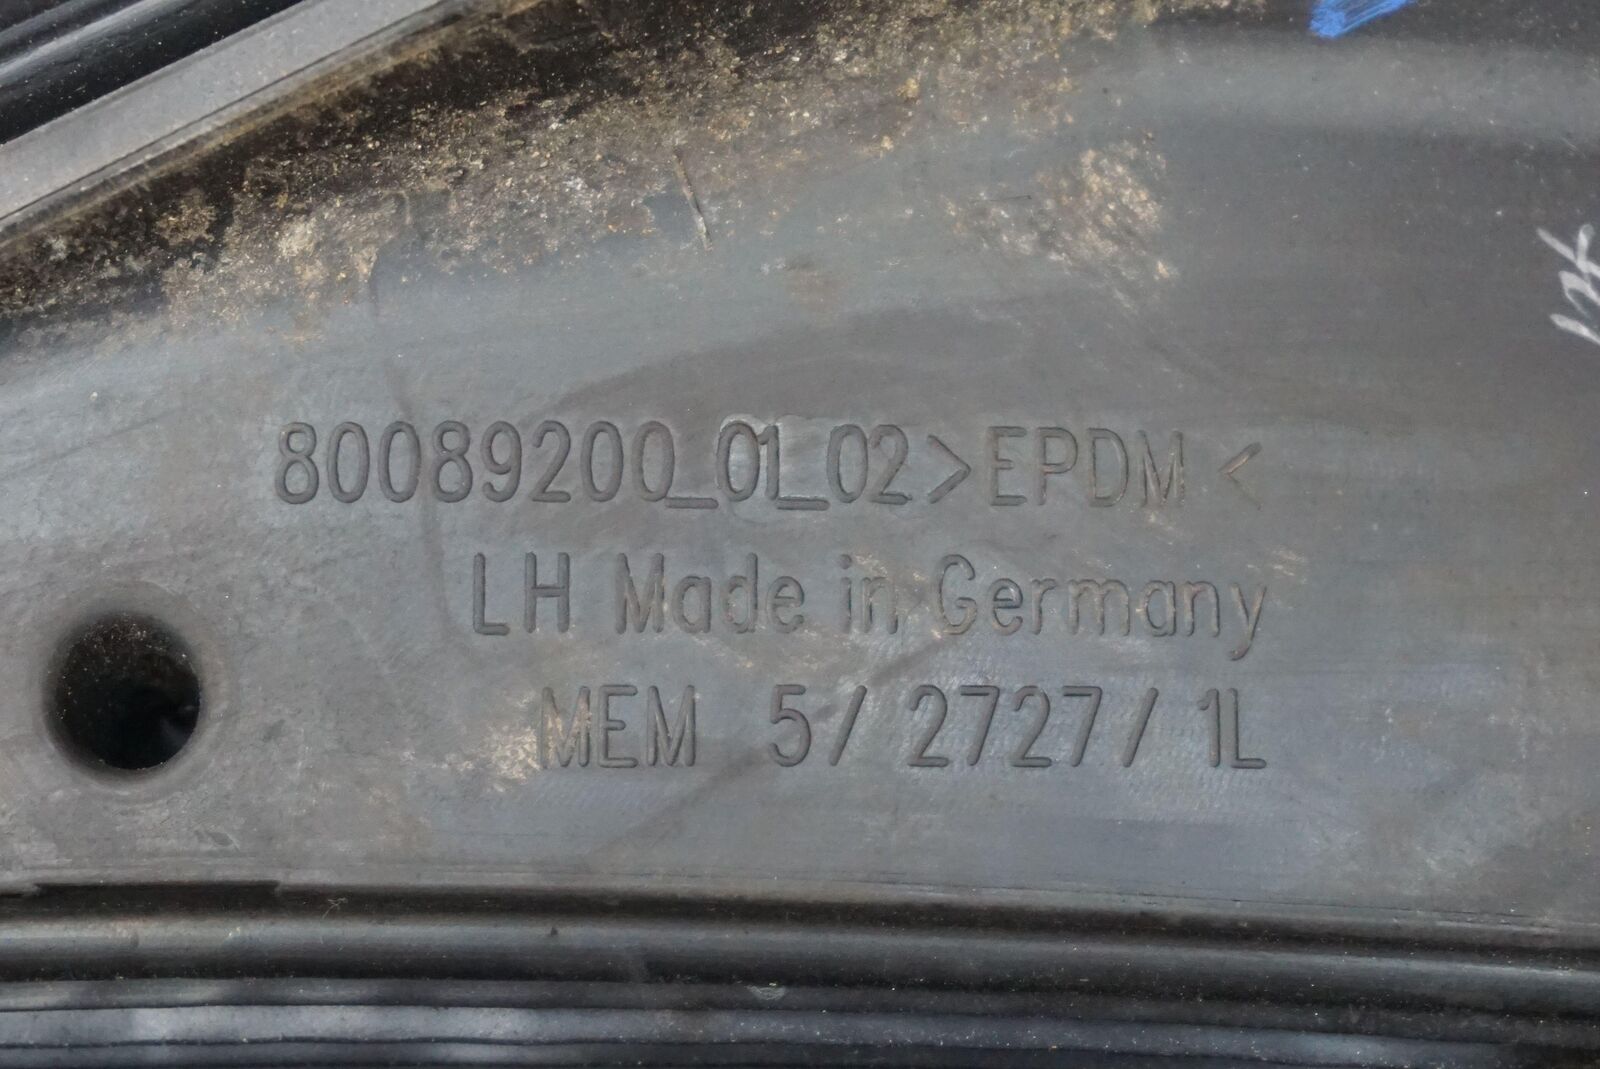 80089200_01_02>EPDM<
LH Made in Germany
MEM 5/2727/1L